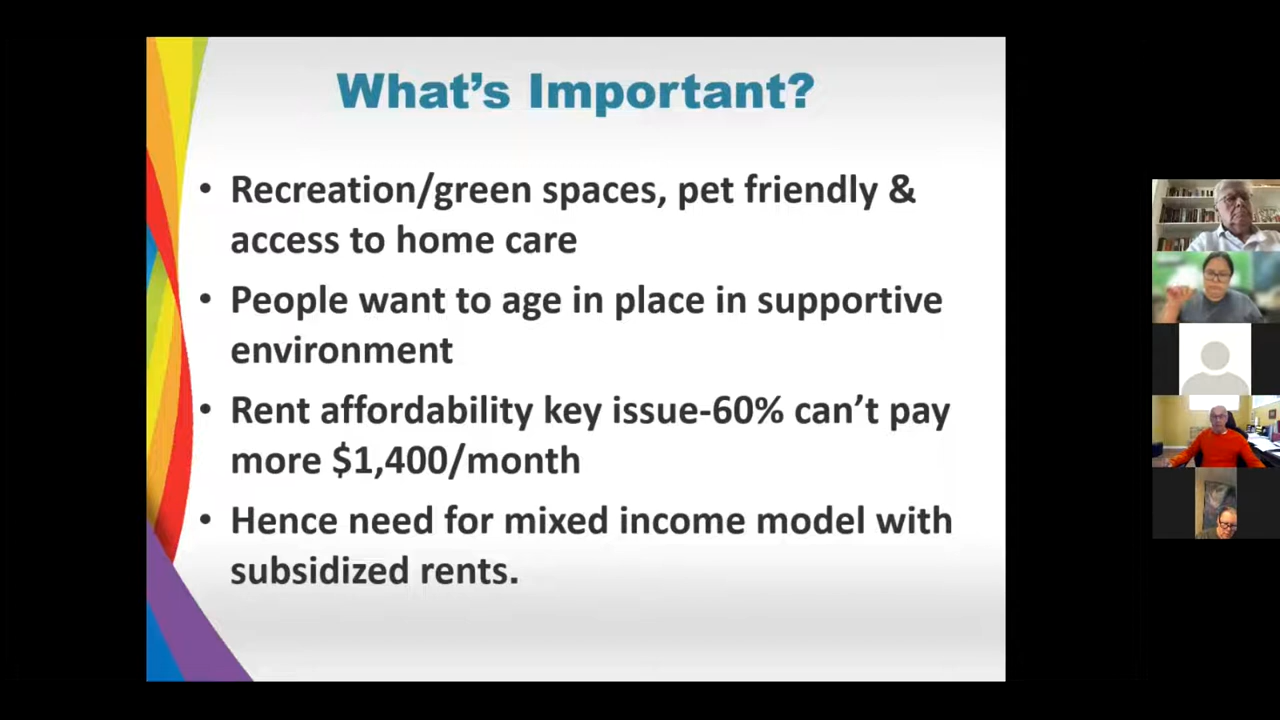 What's Important?
• Recreation/green spaces, pet friendly &
access to home care
• People want to age in place in supportive
environment
• Rent affordability key issue-60% can't pay
more $1,400/month
• Hence need for mixed income model with
subsidized rents.